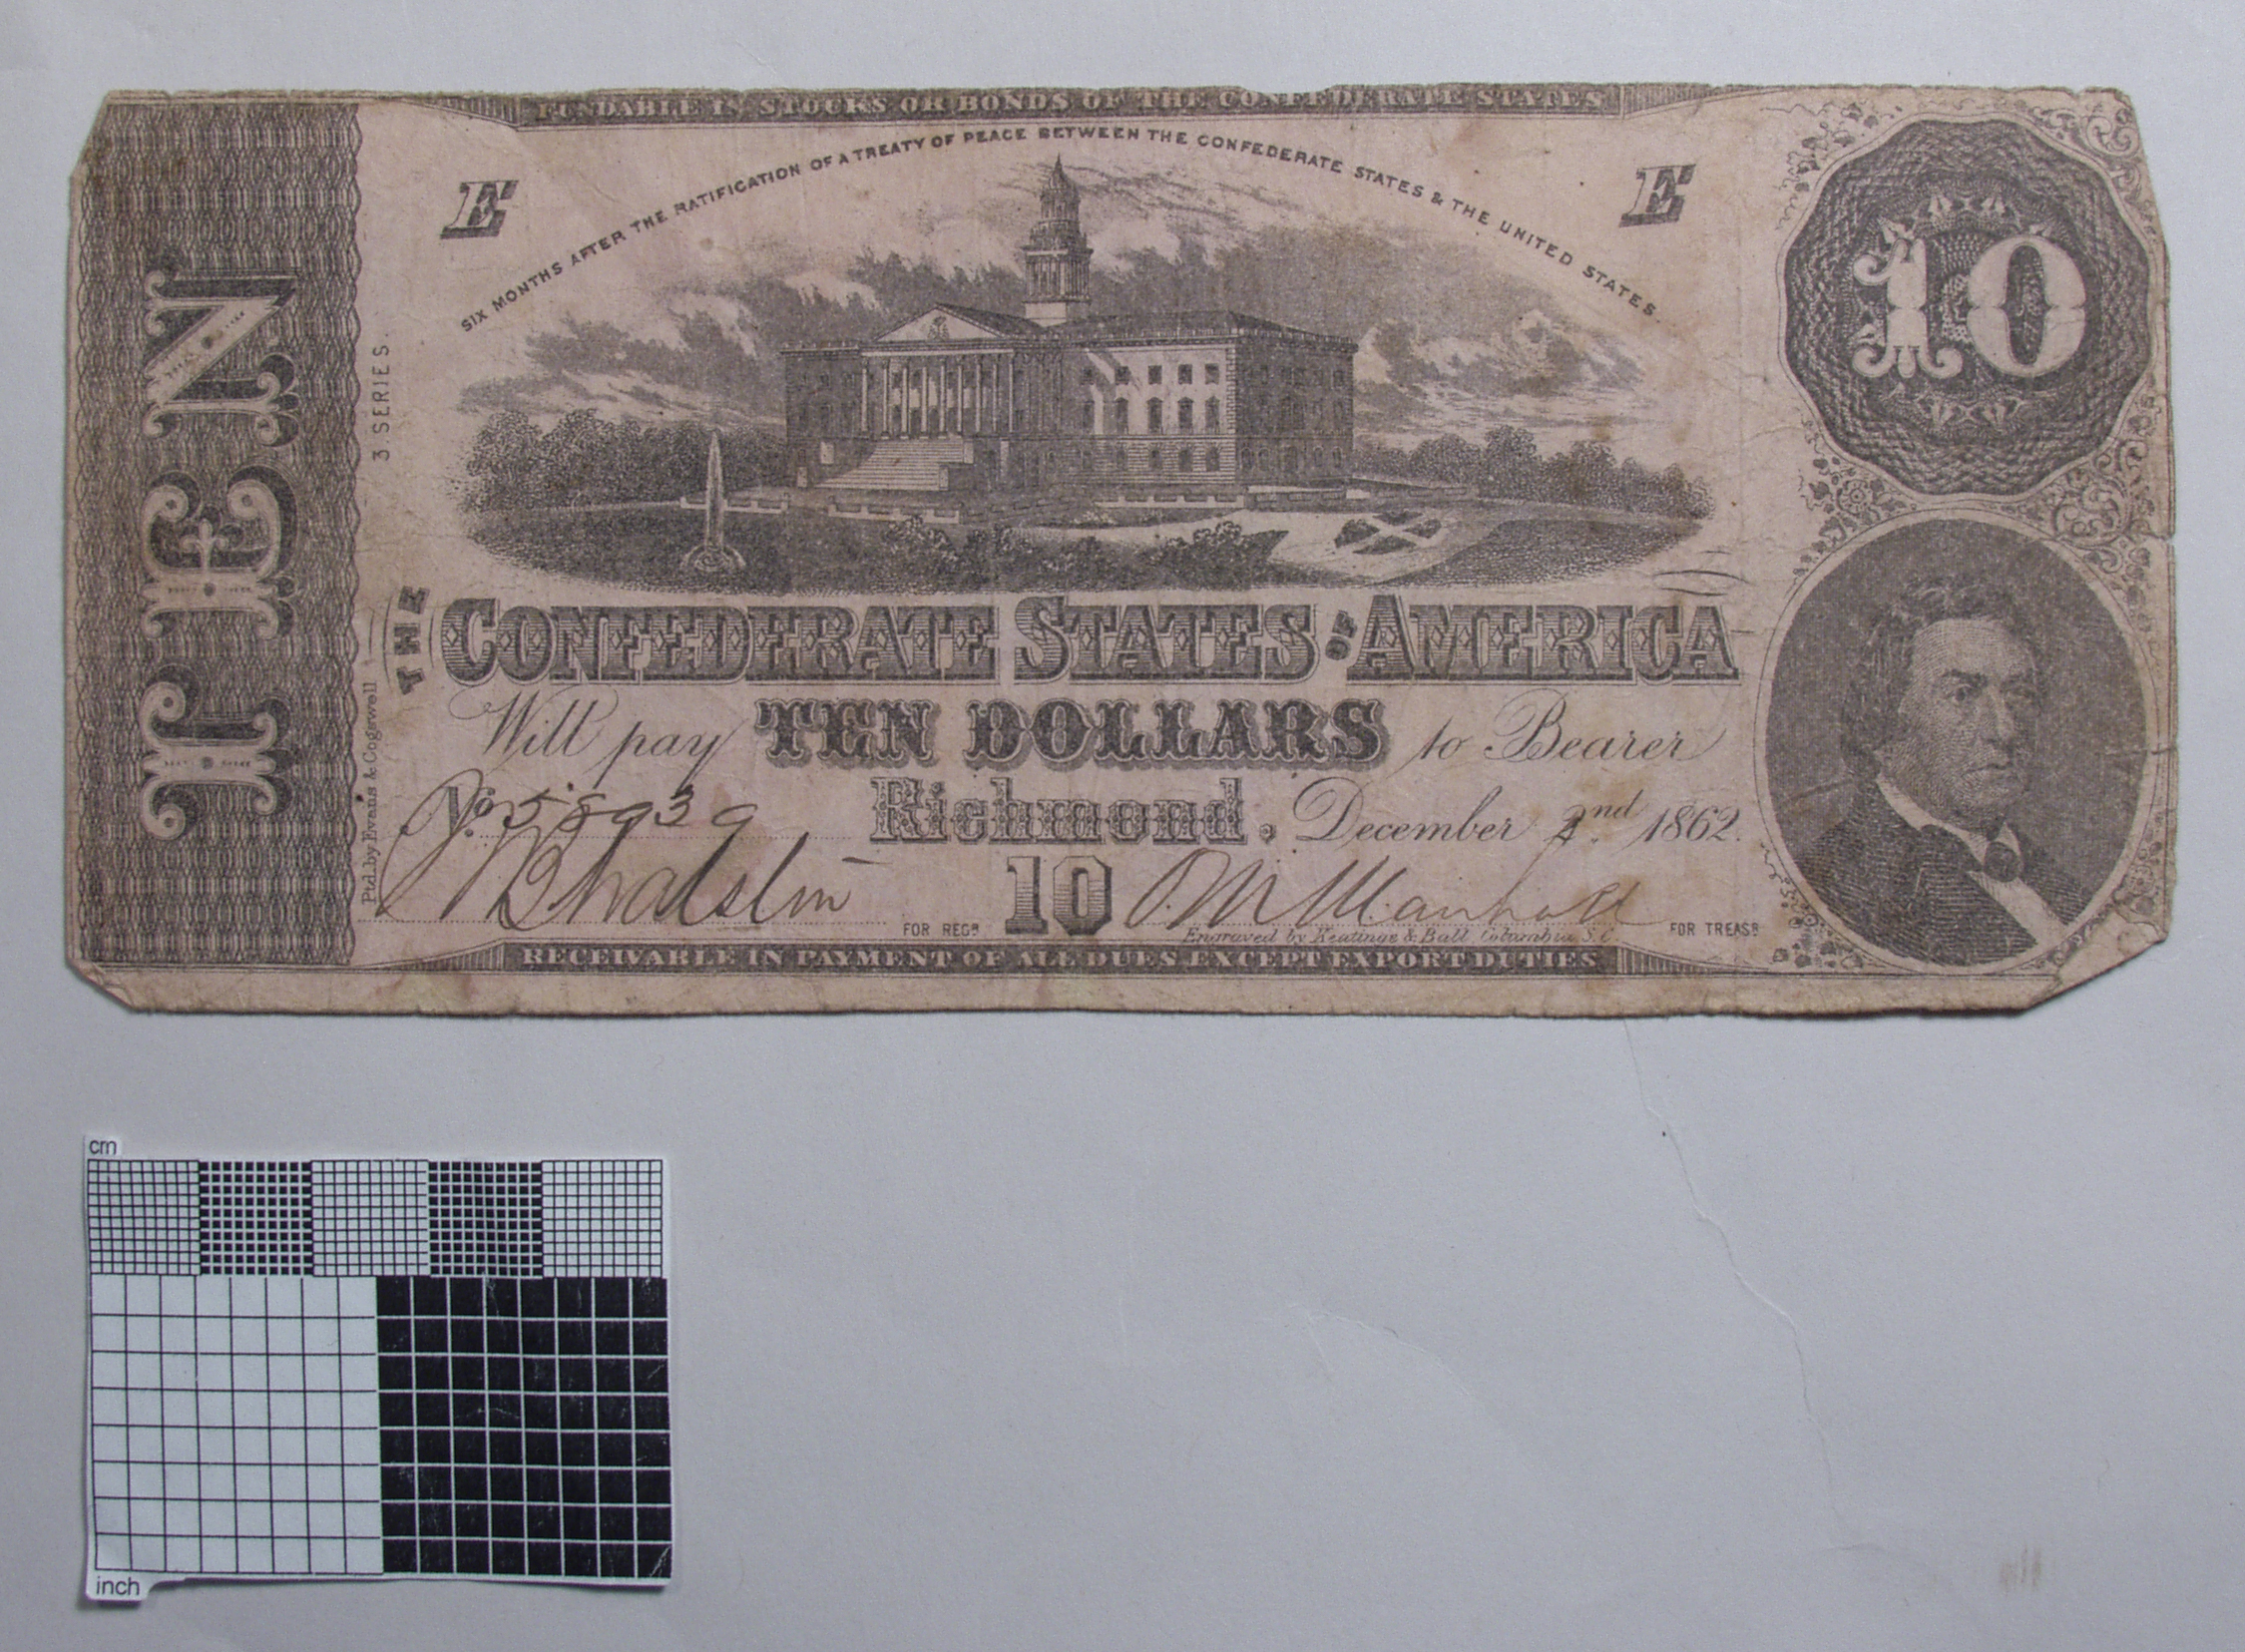 FUNDABLE IN STOCKS OR BONDS OF THE CONFEDERATE STATES
SIX MONTHS AFTER THE RATIFICATION OF A TREATY OF PEACE BETWEEN THE CONFEDERATE STATES & THE UNITED STATES.
E
E
10
TEN
3 SERIES.
THE CONFEDERATE STATES OF AMERICA
Will pay TEN DOLLARS to Bearer
No. 58939 Richmond, December 2nd 1862.
FOR REGR
10
FOR TREASR
Engraved by Keatinge & Ball, Columbia, S.C.
Ptd. by Evans & Cogswell
RECEIVABLE IN PAYMENT OF ALL DUES EXCEPT EXPORT DUTIES
cm
inch